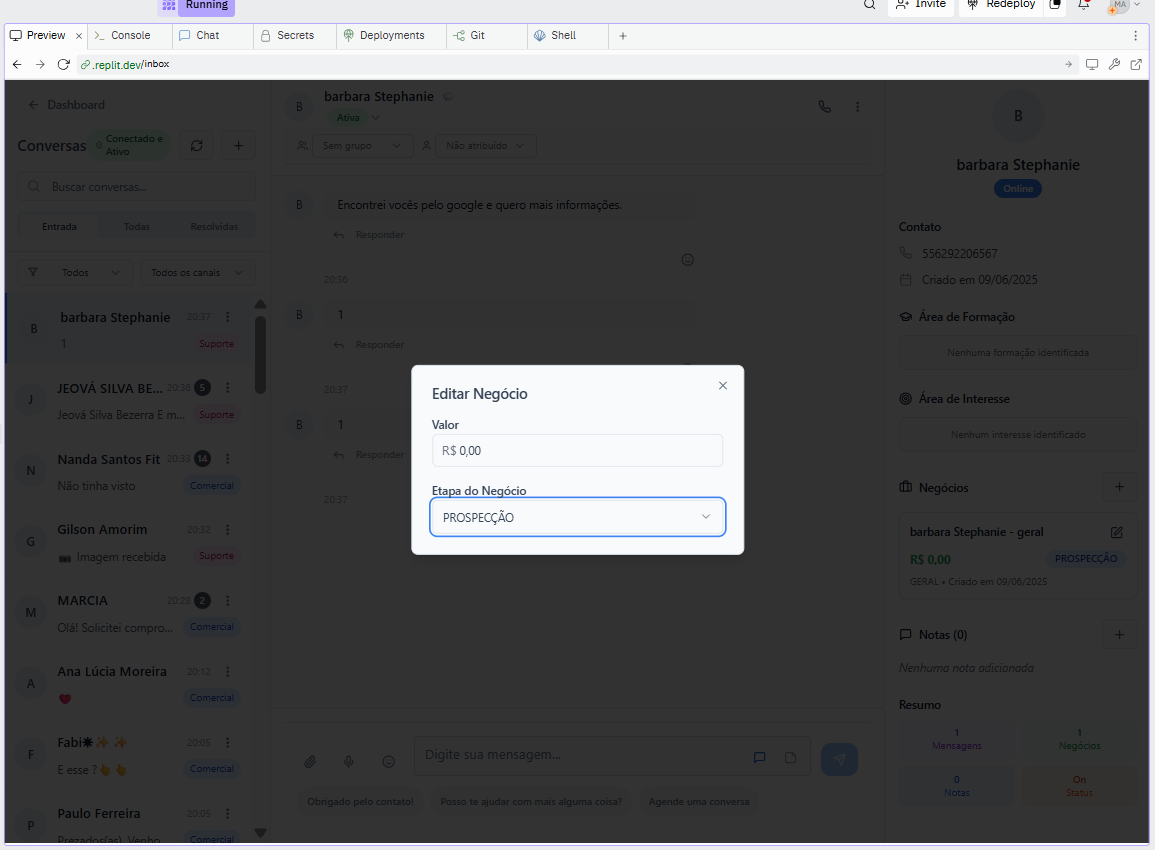 Running
Invite
Redeploy
MA
Preview
Console
Chat
Secrets
Deployments
Git
Shell
.replit.dev/inbox
Dashboard
Conversas
Conectado e
Ativo
Buscar conversas...
Entrada
Todas
Resolvidas
Todos
Todos os canais
B
barbara Stephanie
20:37
1
Suporte
J
JEOVÁ SILVA BE...
20:36
5
Jeová Silva Bezerra E m...
Suporte
N
Nanda Santos Fit
20:33
14
Não tinha visto
Comercial
G
Gilson Amorim
20:32
Imagem recebida
Suporte
M
MARCIA
20:28
2
Olá! Solicitei compro...
Comercial
A
Ana Lúcia Moreira
20:12
Comercial
F
Fabi
20:06
E esse ?
Comercial
P
Paulo Ferreira
20:05
Prezados(as), Venho
Comercial
B
barbara Stephanie
Ativa
Sem grupo
Não atribuído
B
Encontrei vocês pelo google e quero mais informações.
Responder
20:36
B
1
Responder
20:37
B
1
Responder
20:37
Editar Negócio
Valor
R$ 0,00
Etapa do Negócio
PROSPECÇÃO
Digite sua mensagem...
Obrigado pelo contato!
Posso te ajudar com mais alguma coisa?
Agende uma conversa
B
barbara Stephanie
Online
Contato
556292206567
Criado em 09/06/2025
Área de Formação
Nenhuma formação identificada
Área de Interesse
Nenhum interesse identificado
Negócios
barbara Stephanie - geral
R$ 0,00
PROSPECÇÃO
GERAL • Criado em 09/06/2025
Notas (0)
Nenhuma nota adicionada
Resumo
1
Mensagens
1
Negócios
0
Notas
On
Status